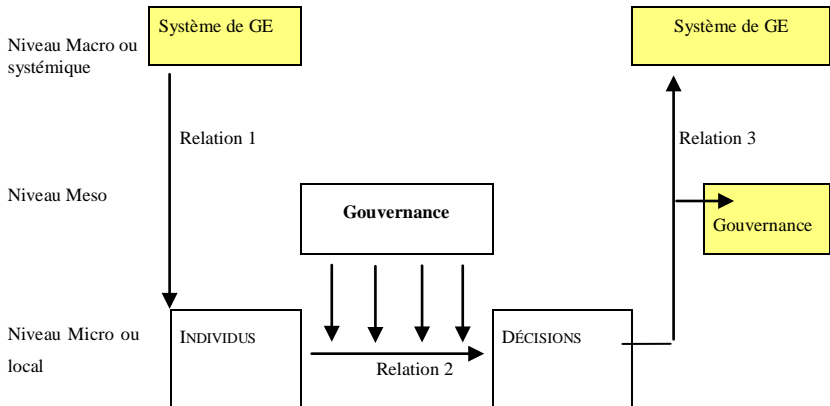 Niveau Macro ou
systémique
Système de GE
Système de GE
Relation 1
Relation 3
Niveau Meso
Gouvernance
Gouvernance
Niveau Micro ou
local
INDIVIDUS
DÉCISIONS
Relation 2